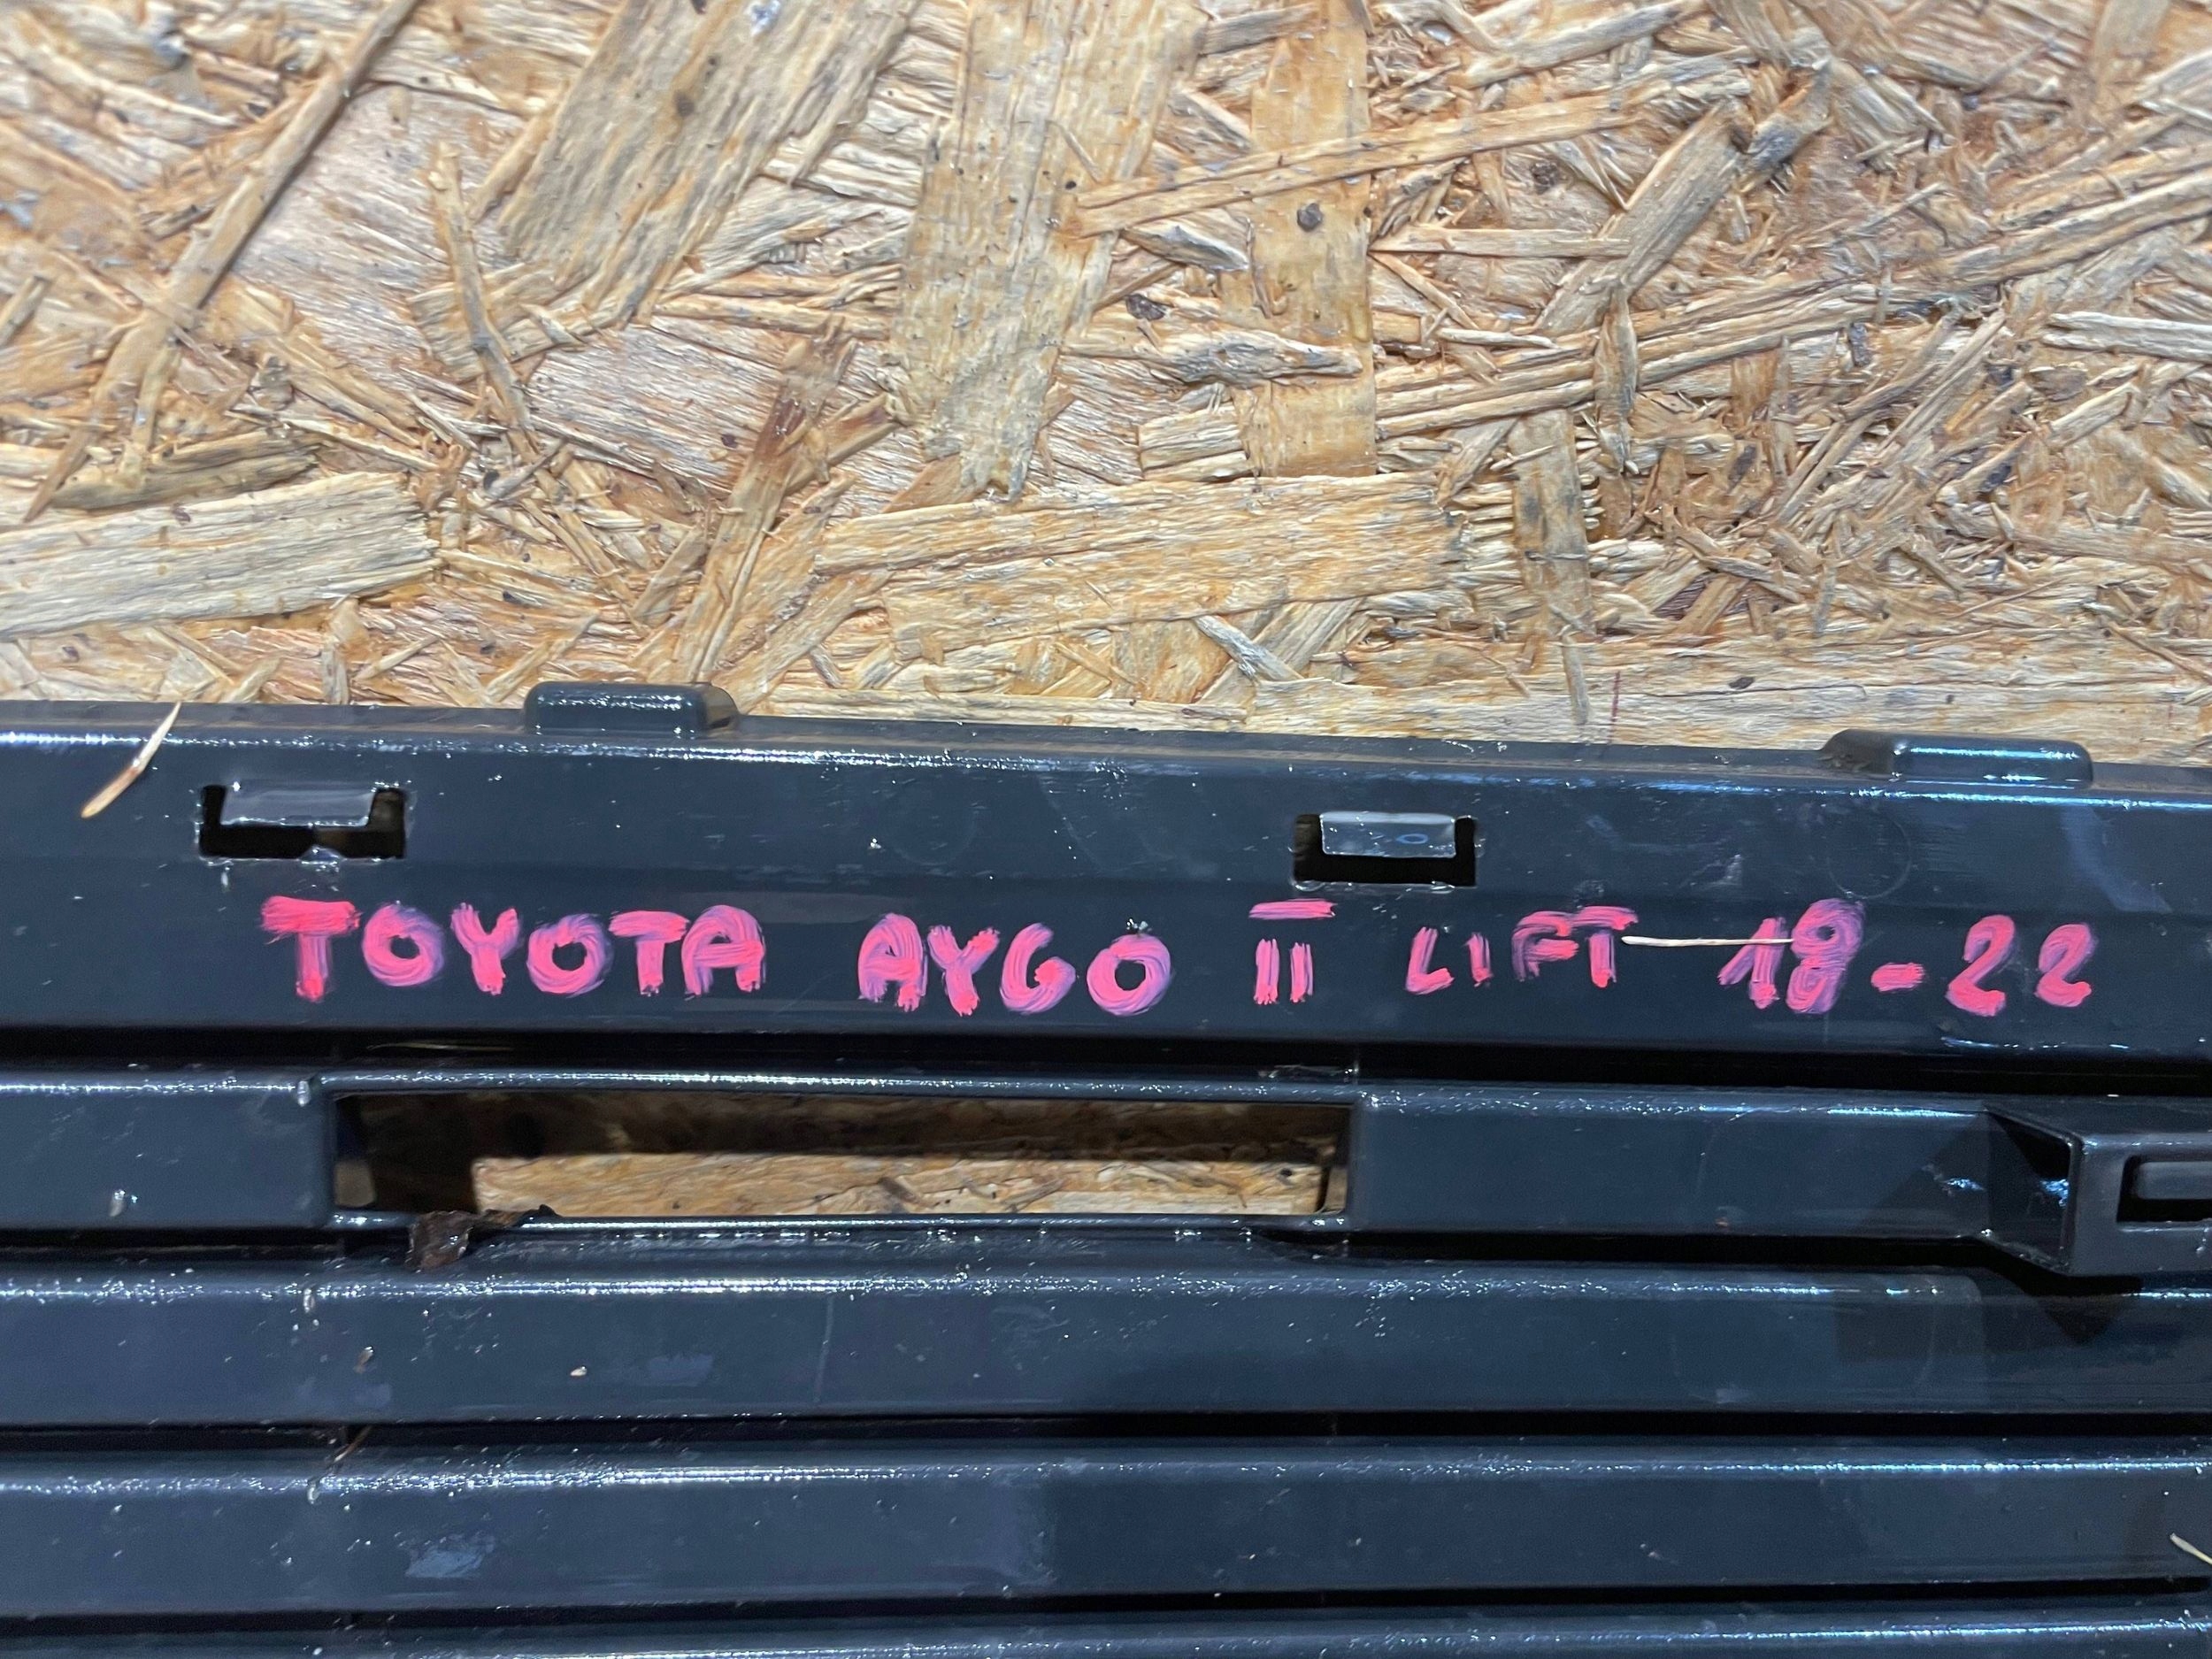 TOYOTA AYGO II LIFT 18-22